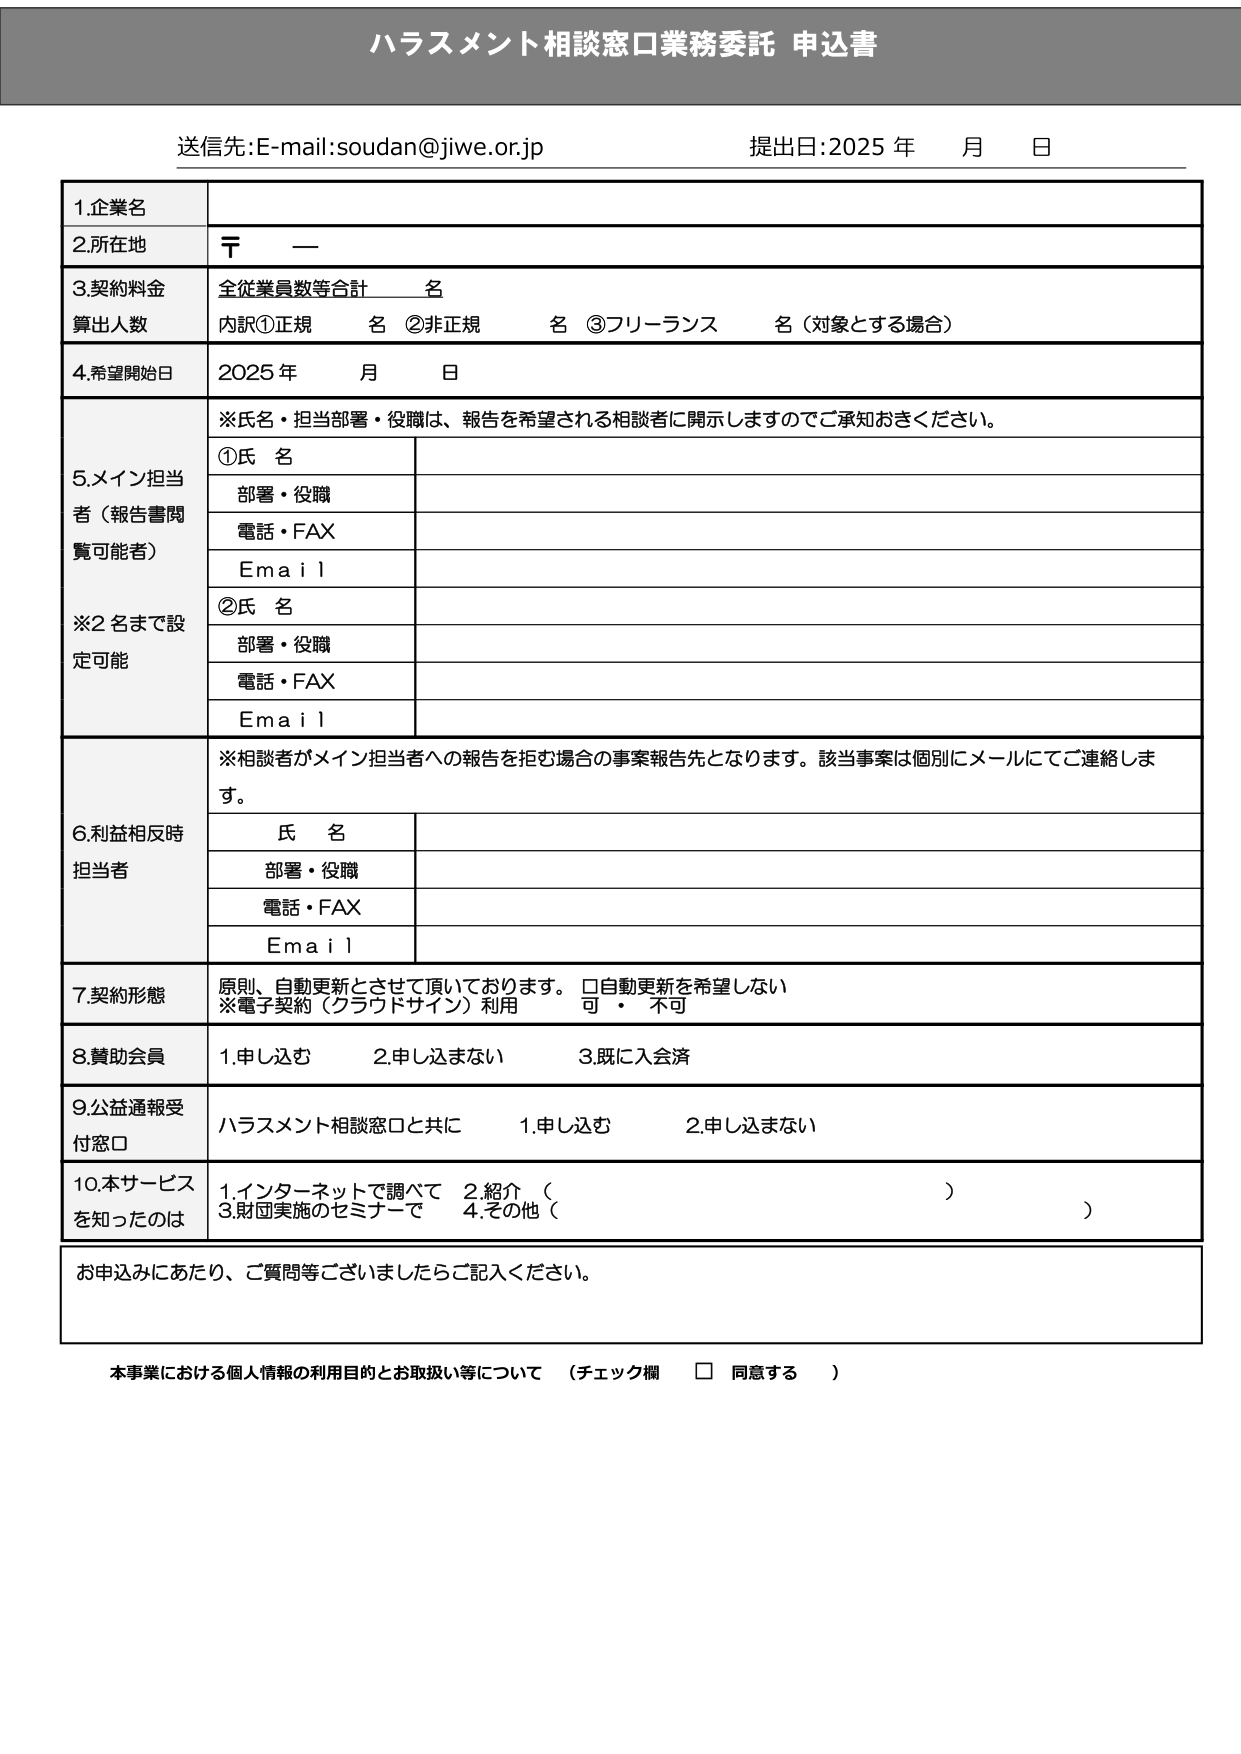 ハラスメント相談窓口業務委託 申込書
送信先:E-mail:soudan@jiwe.or.jp 提出日:2025 年 月 日
1.企業名
2.所在地 〒 ―
3.契約料金 算出人数
全従業員数等合計 名
内訳①正規 名 ②非正規 名 ③フリーランス 名（対象とする場合）
4.希望開始日 2025 年 月 日
5.メイン担当
者（報告書閲
覧可能者）
※2 名まで設
定可能
※氏名・担当部署・役職は、報告を希望される相談者に開示しますのでご承知おきください。
①氏 名
部署・役職
電話・FAX
Ｅｍａｉｌ
②氏 名
部署・役職
電話・FAX
Ｅｍａｉｌ
6.利益相反時
担当者
※相談者がメイン担当者への報告を拒む場合の事案報告先となります。該当事案は個別にメールにてご連絡しま
す。
氏 名
部署・役職
電話・FAX
Ｅｍａｉｌ
7.契約形態
原則、自動更新とさせて頂いております。 □自動更新を希望しない
※電子契約（クラウドサイン）利用 可 ・ 不可
8.賛助会員 1.申し込む 2.申し込まない 3.既に入会済
9.公益通報受
付窓口
ハラスメント相談窓口と共に 1.申し込む 2.申し込まない
10.本サービス
を知ったのは
1.インターネットで調べて 2.紹介 （ ）
3.財団実施のセミナーで 4.その他（ ）
お申込みにあたり、ご質問等ございましたらご記入ください。
本事業における個人情報の利用目的とお取扱い等について （チェック欄 □ 同意する ）